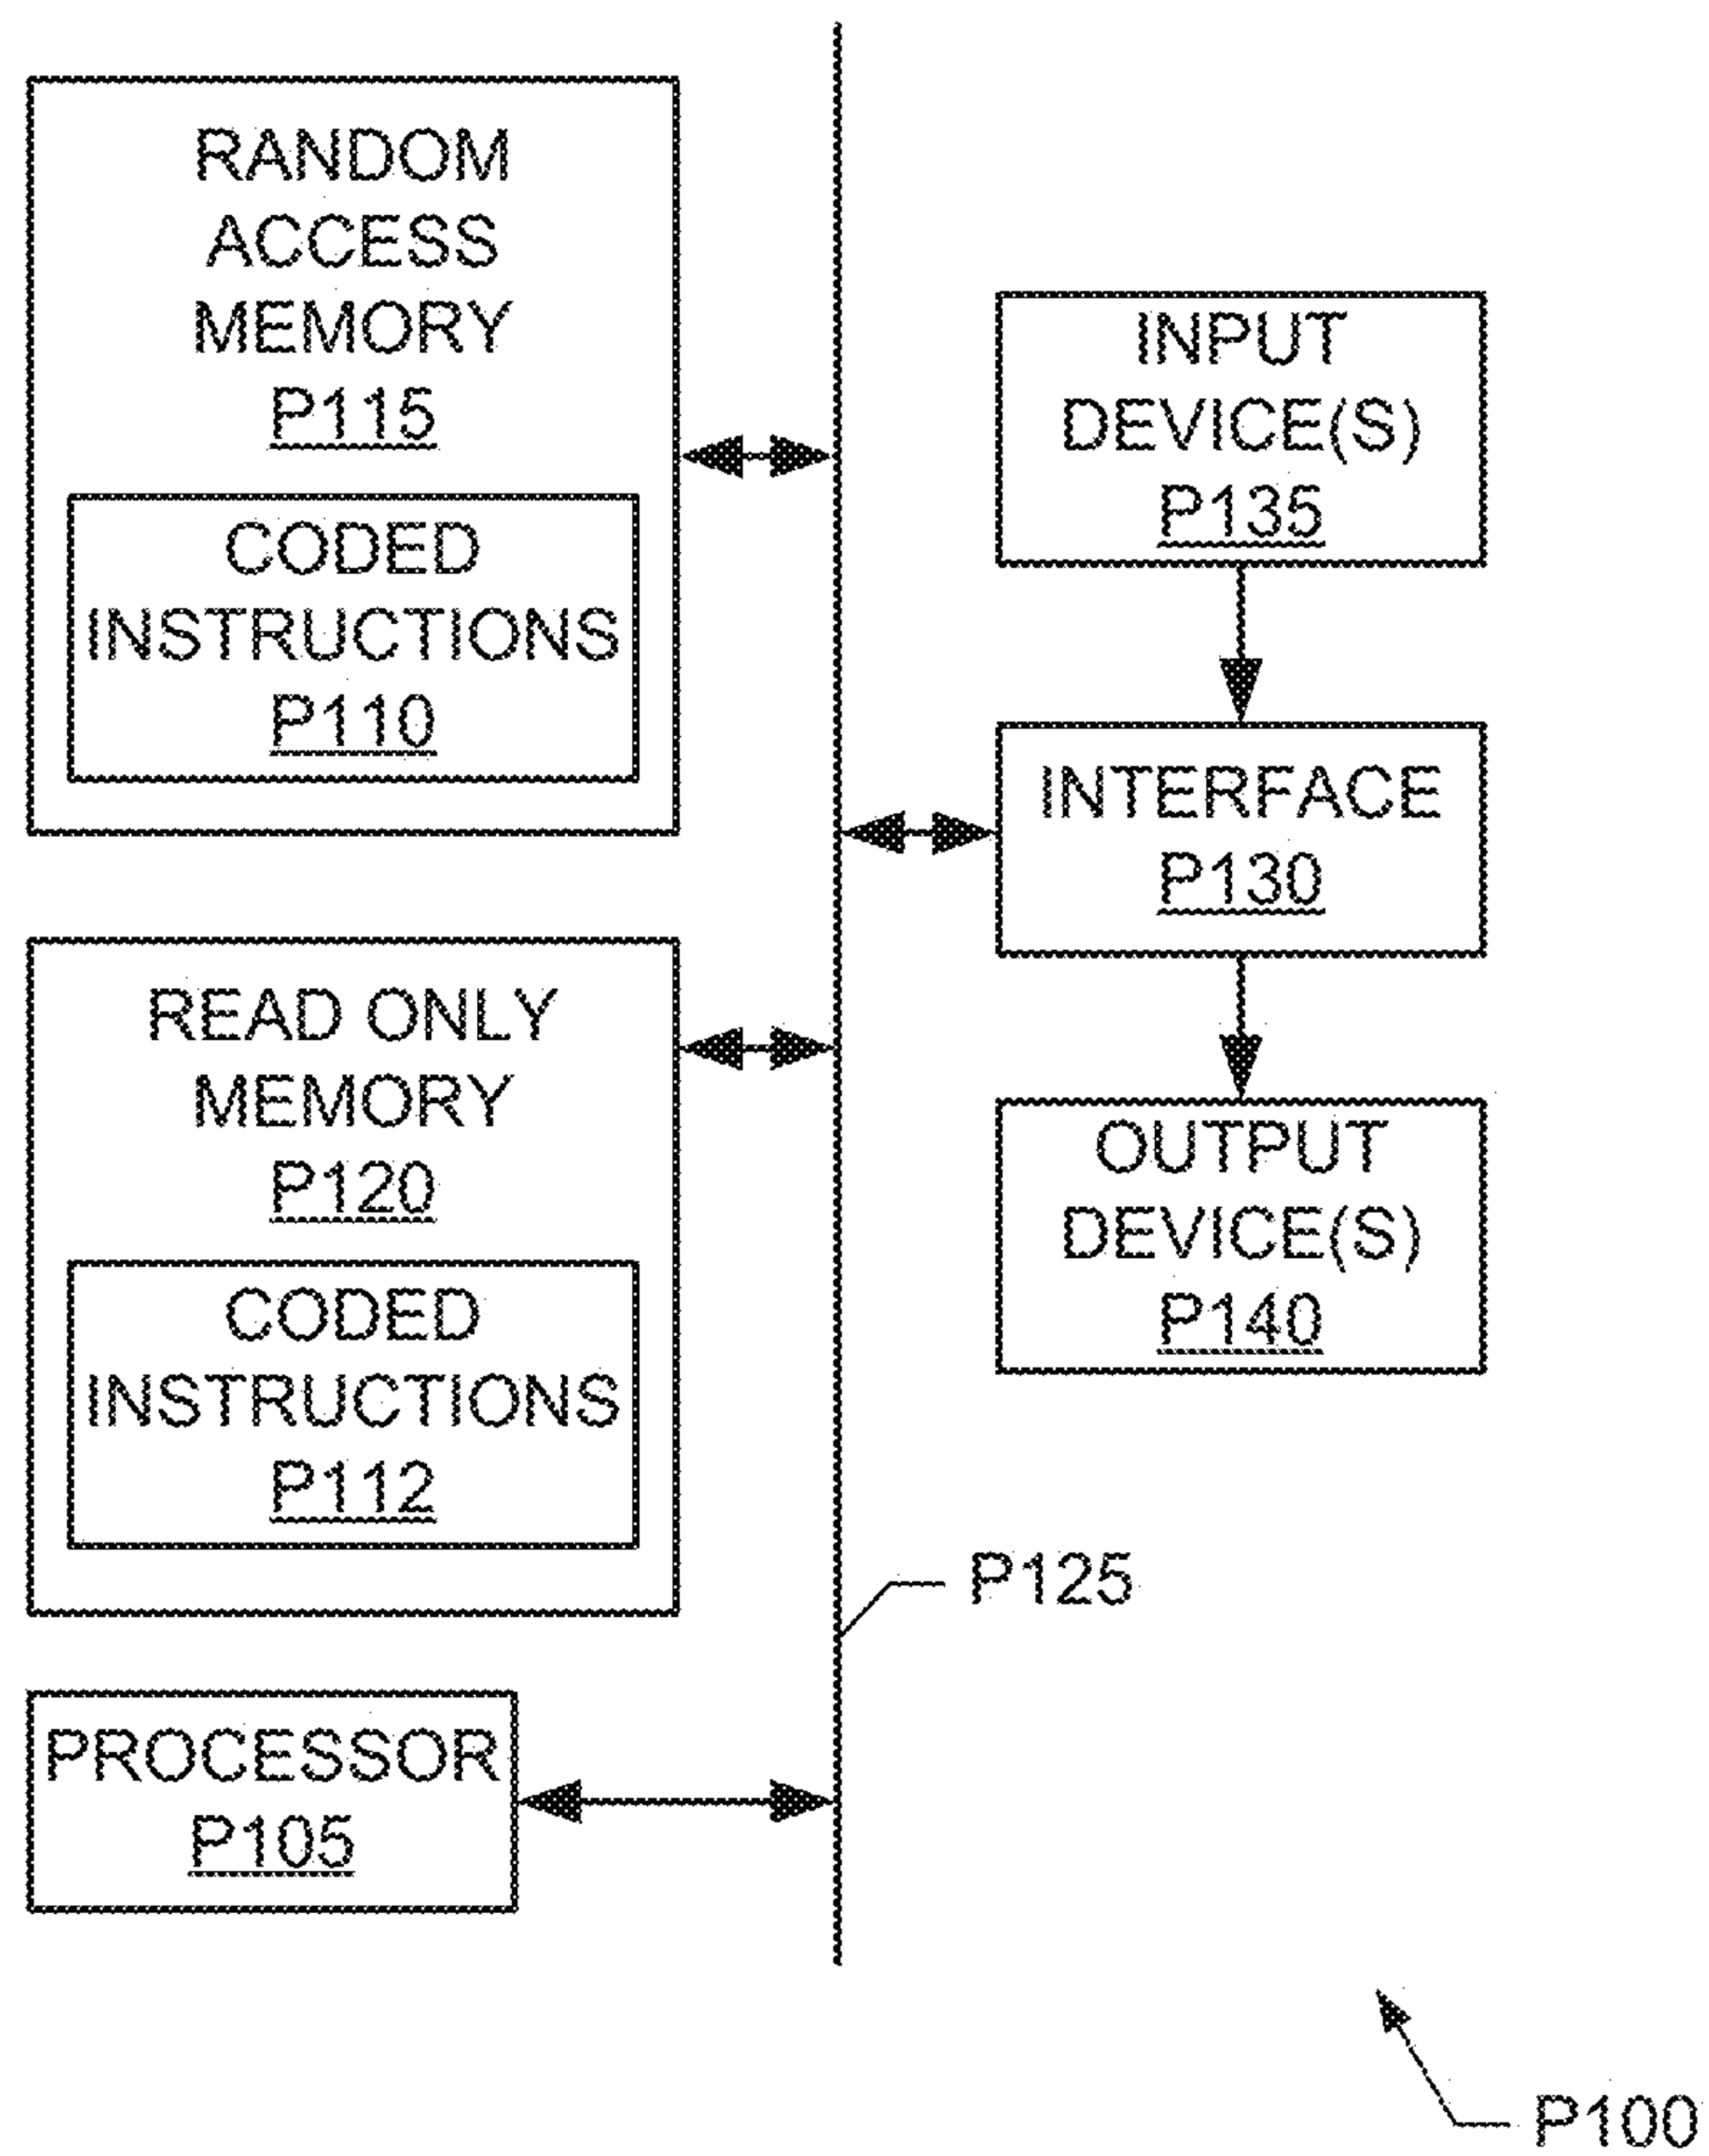 RANDOM
ACCESS
MEMORY
P115
CODED
INSTRUCTIONS
P110
READ ONLY
MEMORY
P120
CODED
INSTRUCTIONS
P112
PROCESSOR
P105
INPUT
DEVICE(S)
P135
INTERFACE
P130
OUTPUT
DEVICE(S)
P140
P125
P100